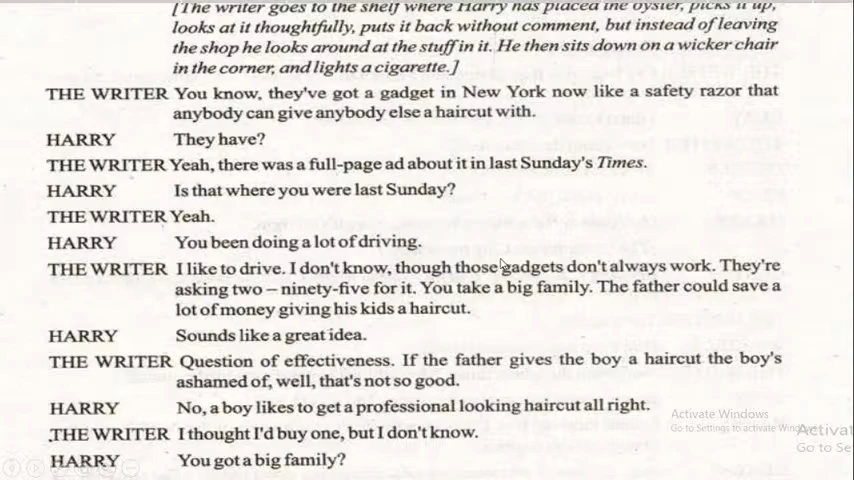 [The writer goes to the shelf where Harry has placed the oyster, picks it up,
looks at it thoughtfully, puts it back without comment, but instead of leaving
the shop he looks around at the stuff in it. He then sits down on a wicker chair
in the corner, and lights a cigarette.]
THE WRITER You know, they've got a gadget in New York now like a safety razor that
anybody can give anybody else a haircut with.
HARRY They have?
THE WRITER Yeah, there was a full-page ad about it in last Sunday's Times.
HARRY Is that where you were last Sunday?
THE WRITER Yeah.
HARRY You been doing a lot of driving.
THE WRITER I like to drive. I don't know, though those gadgets don't always work. They're
asking two – ninety-five for it. You take a big family. The father could save a
lot of money giving his kids a haircut.
HARRY Sounds like a great idea.
THE WRITER Question of effectiveness. If the father gives the boy a haircut the boy's
ashamed of, well, that's not so good.
HARRY No, a boy likes to get a professional looking haircut all right.
THE WRITER I thought I'd buy one, but I don't know.
HARRY You got a big family?
Activate Windows
Go to Settings to activate Windows
Activat
Go to Se